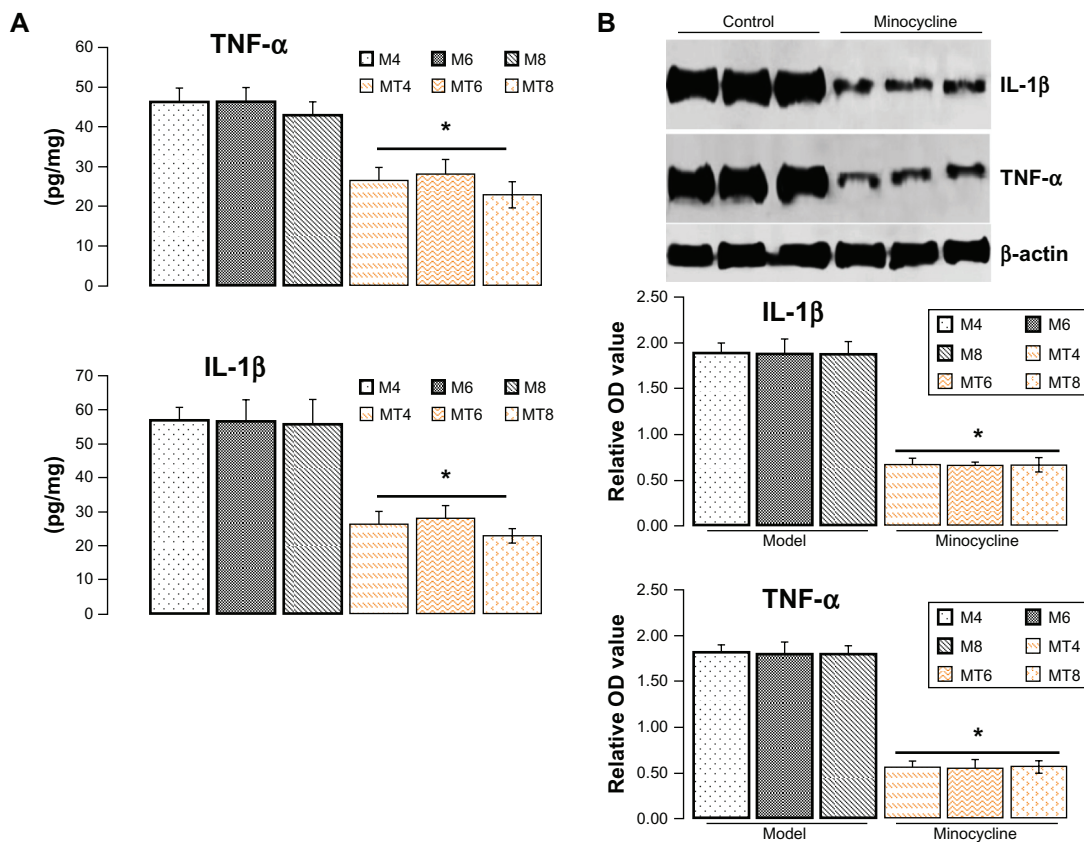 A
TNF-α
M4 M6 M8
MT4 MT6 MT8
(pg/mg)
60
50
40
30
20
10
0
*
IL-1β
M4 M6 M8
MT4 MT6 MT8
(pg/mg)
70
60
50
40
30
20
10
0
*
B
Control Minocycline
IL-1β
TNF-α
β-actin
IL-1β
M4 M6
M8 MT4
MT6 MT8
Relative OD value
2.50
2.00
1.50
1.00
0.50
0.00
*
Model Minocycline
TNF-α
M4 M6
M8 MT4
MT6 MT8
Relative OD value
2.50
2.00
1.50
1.00
0.50
0.00
*
Model Minocycline